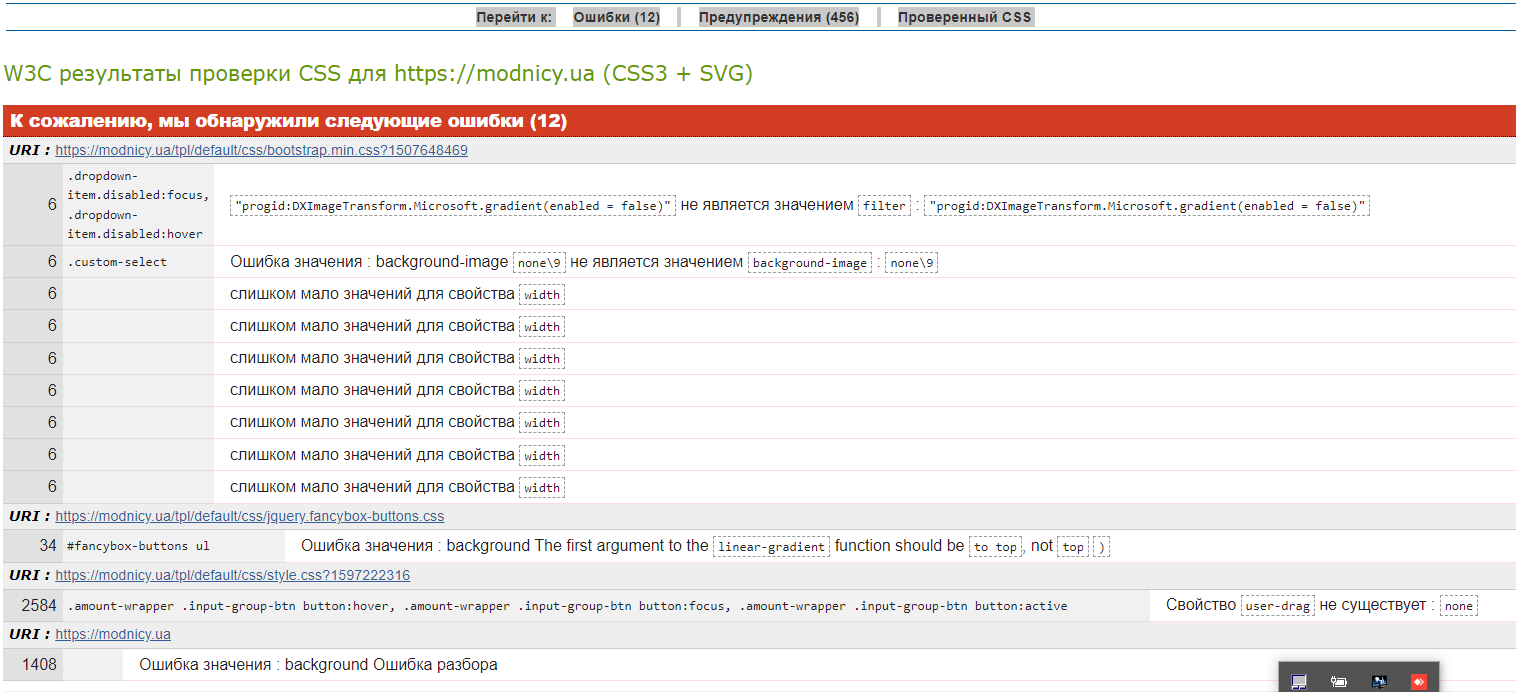 Перейти к: Ошибки (12) Предупреждения (456) Проверенный CSS
W3C результаты проверки CSS для https://modnicy.ua (CSS3 + SVG)
К сожалению, мы обнаружили следующие ошибки (12)
URI : https://modnicy.ua/tpl/default/css/bootstrap.min.css?1507648469
6 .dropdown-
item.disabled:focus,
.dropdown-
item.disabled:hover
"progid:DXImageTransform.Microsoft.gradient(enabled = false)" не является значением filter : "progid:DXImageTransform.Microsoft.gradient(enabled = false)"
6 .custom-select Ошибка значения : background-image none\9 не является значением background-image : none\9
6 слишком мало значений для свойства width
6 слишком мало значений для свойства width
6 слишком мало значений для свойства width
6 слишком мало значений для свойства width
6 слишком мало значений для свойства width
6 слишком мало значений для свойства width
6 слишком мало значений для свойства width
URI : https://modnicy.ua/tpl/default/css/jquery.fancybox-buttons.css
34 #fancybox-buttons ul Ошибка значения : background The first argument to the linear-gradient function should be to top, not top )
URI : https://modnicy.ua/tpl/default/css/style.css?1597222316
2584 .amount-wrapper .input-group-btn button:hover, .amount-wrapper .input-group-btn button:focus, .amount-wrapper .input-group-btn button:active Свойство user-drag не существует : none
URI : https://modnicy.ua
1408 Ошибка значения : background Ошибка разбора